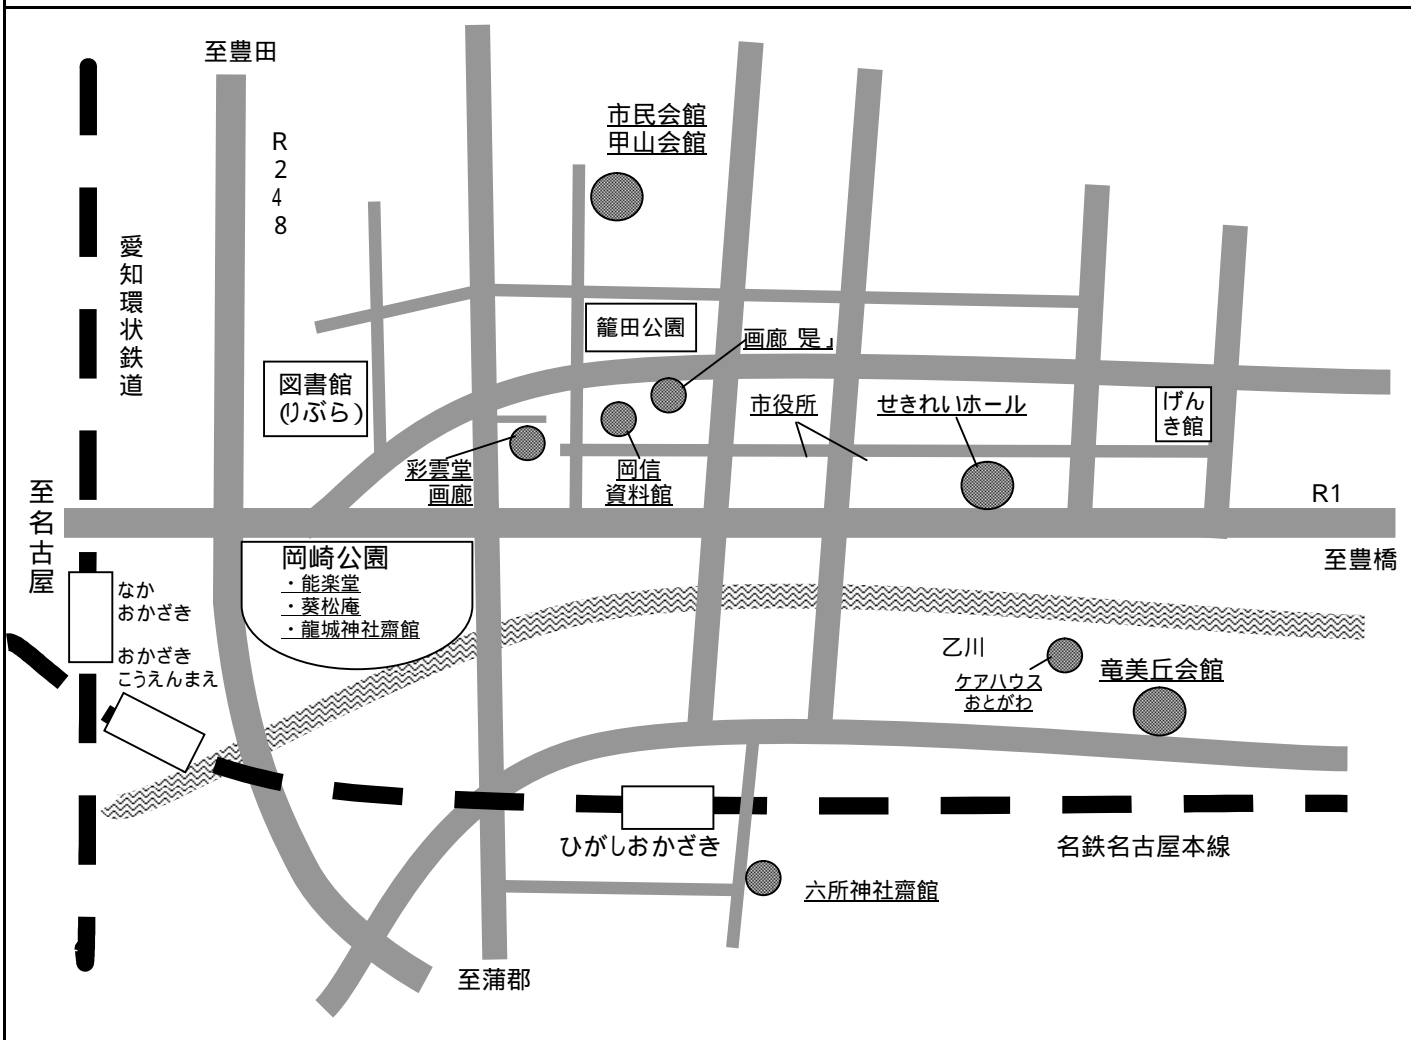 至豊田
R248
愛知環状鉄道
市民会館
甲山会館
籠田公園
画廊「是」
図書館
(りぶら)
市役所
せきれいホール
げん
き館
彩雲堂
画廊
岡信
資料館
至名古屋
R1
至豊橋
岡崎公園
・能楽堂
・葵松庵
・龍城神社齋館
なか
おかざき
おかざき
こうえんまえ
乙川
ケアハウス
おとがわ
竜美丘会館
ひがしおかざき
名鉄名古屋本線
六所神社齋館
至蒲郡